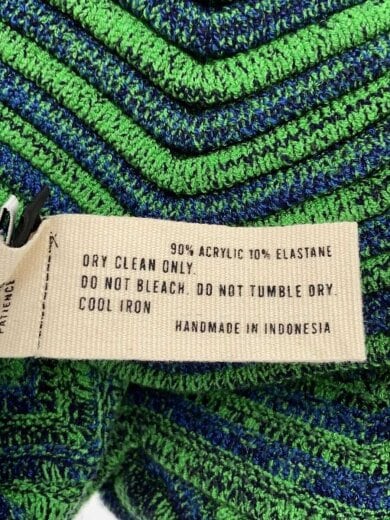 90% ACRYLIC 10% ELASTANE
DRY CLEAN ONLY.
DO NOT BLEACH. DO NOT TUMBLE DRY.
COOL IRON
HANDMADE IN INDONESIA
PATIENCE